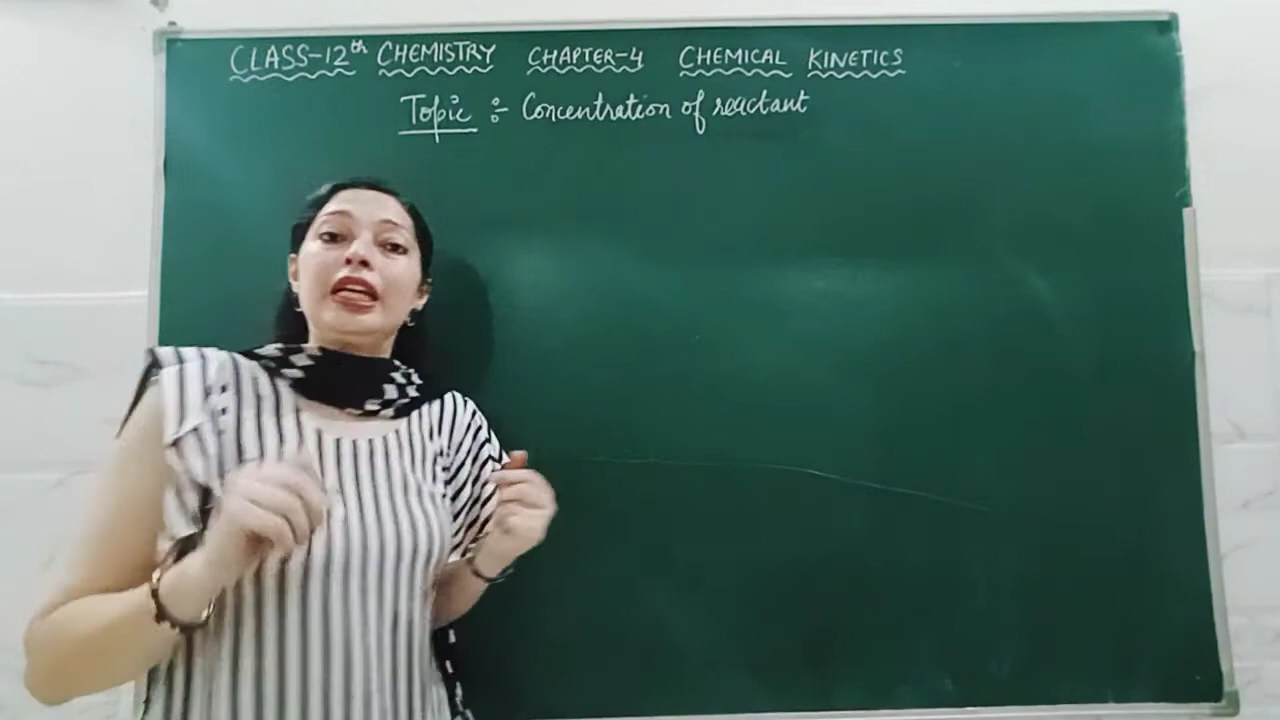 CLASS-12th CHEMISTRY CHAPTER-4 CHEMICAL KINETICS
Topic :- Concentration of reactant